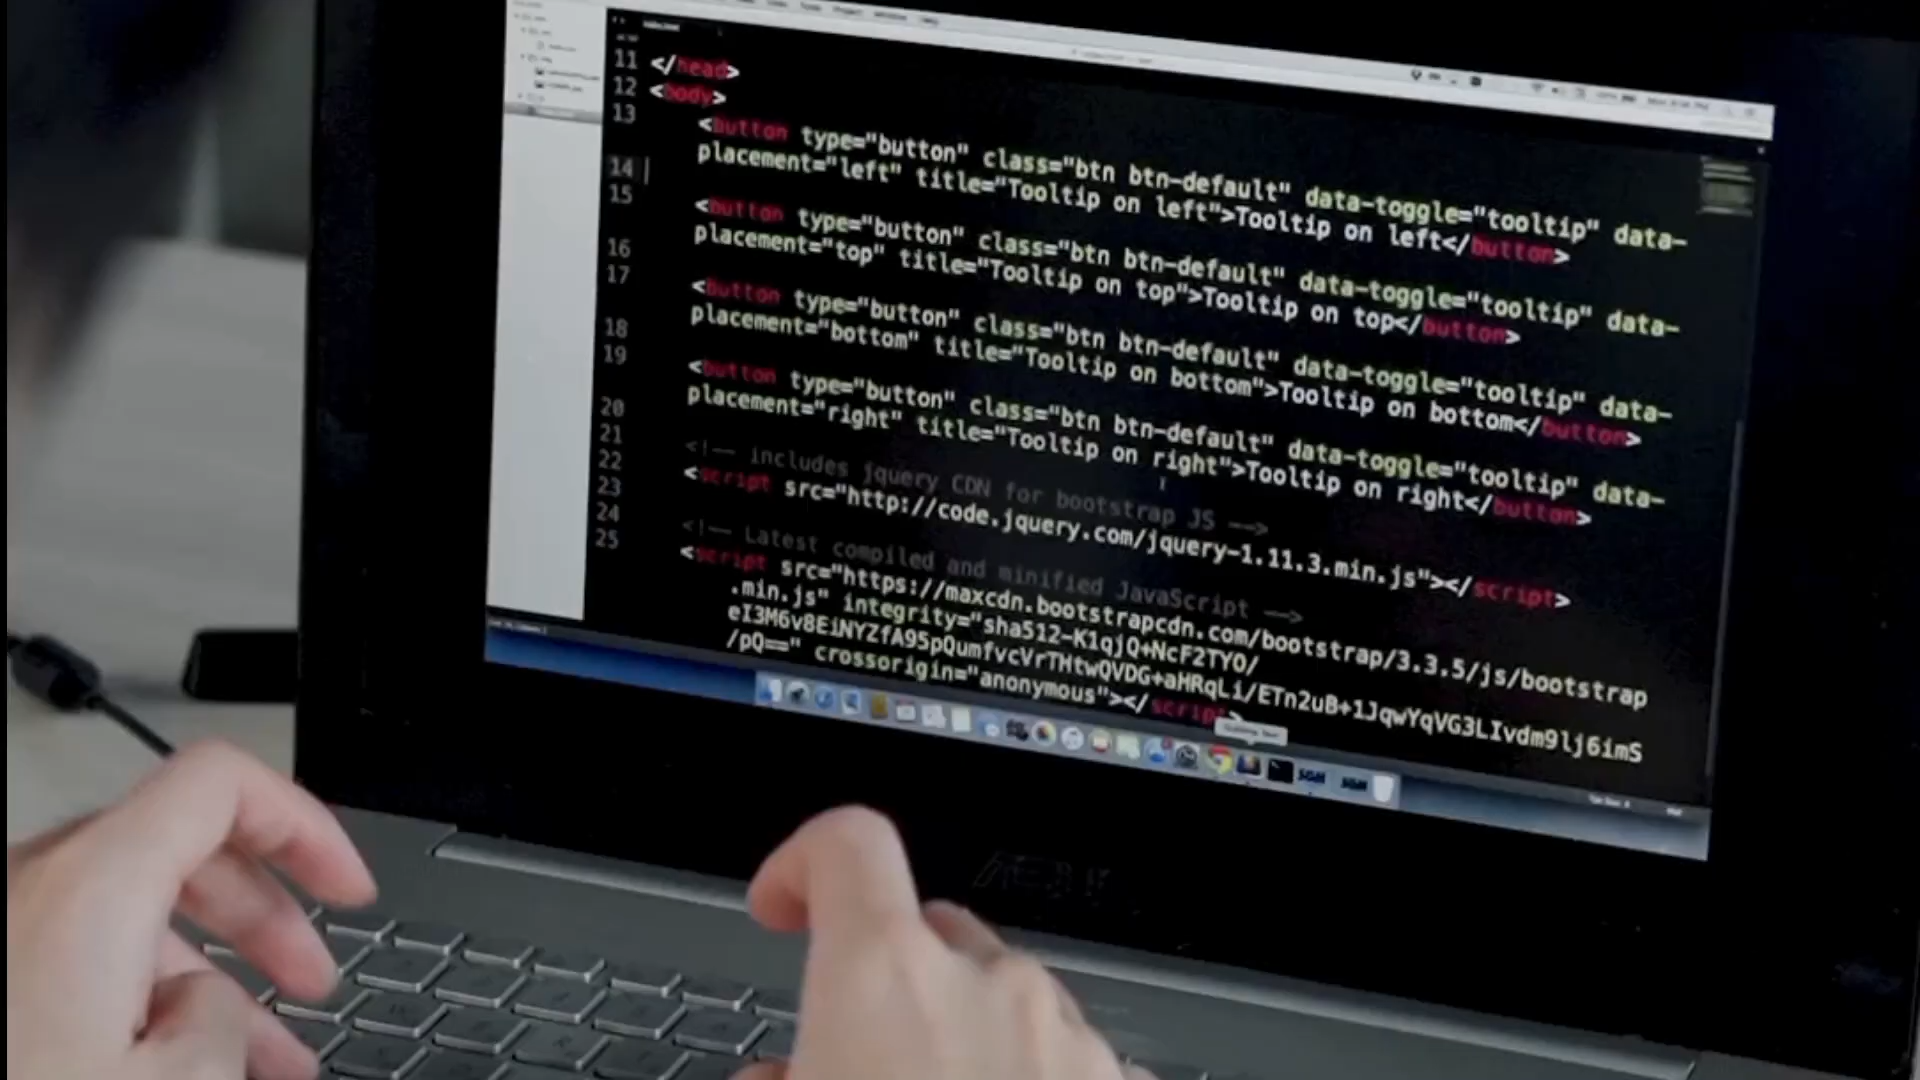 11 </head>
12 <body>
13 <button type="button" class="btn btn-default" data-toggle="tooltip" data-
placement="left" title="Tooltip on left">Tooltip on left</button>
14
15 <button type="button" class="btn btn-default" data-toggle="tooltip" data-
placement="top" title="Tooltip on top">Tooltip on top</button>
16
17 <button type="button" class="btn btn-default" data-toggle="tooltip" data-
placement="bottom" title="Tooltip on bottom">Tooltip on bottom</button>
18
19 <button type="button" class="btn btn-default" data-toggle="tooltip" data-
placement="right" title="Tooltip on right">Tooltip on right</button>
20
21 <!-- includes jquery CDN for bootstrap JS -->
22 <script src="http://code.jquery.com/jquery-1.11.3.min.js"></script>
23
24 <!-- Latest compiled and minified JavaScript -->
25 <script src="https://maxcdn.bootstrapcdn.com/bootstrap/3.3.5/js/bootstrap
.min.js" integrity="sha512-K1qjQ+NcF2TYO/
eI3M6v8EiNYZfA95pQumfvcVrTHtwQVDG+aHRqLi/ETn2uB+1JqwYqVG3LIvdm9lj6imS
/pQ==" crossorigin="anonymous"></script>